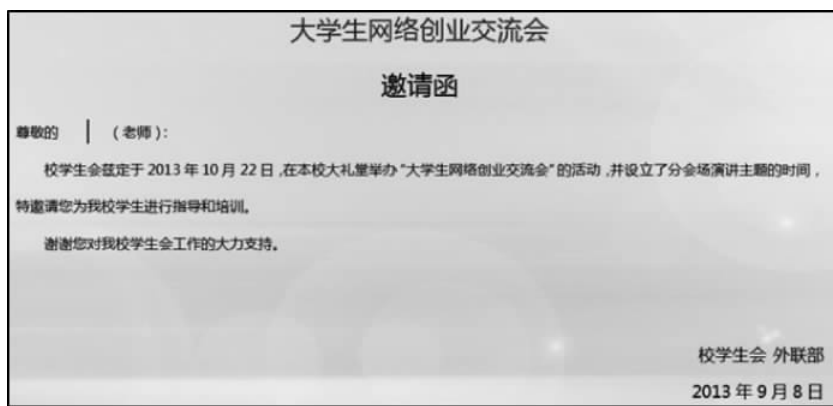 大学生网络创业交流会
邀请函
尊敬的 （老师）：
校学生会兹定于 2013 年 10 月 22 日，在本校大礼堂举办“大学生网络创业交流会”的活动，并设立了分会场演讲主题的时间，
特邀请您为我校学生进行指导和培训。
谢谢您对我校学生会工作的大力支持。
校学生会 外联部
2013 年 9 月 8 日